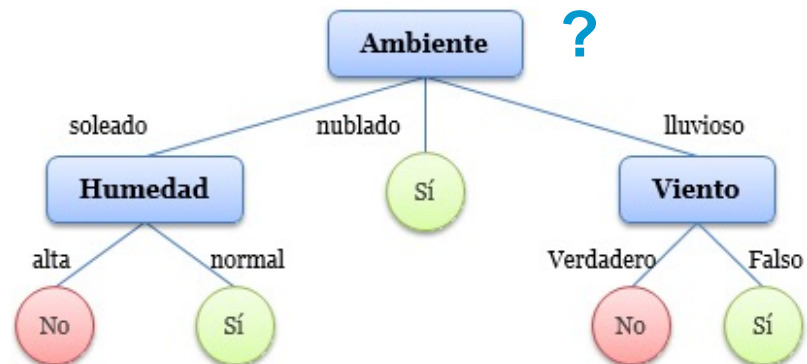 Ambiente ?
soleado nublado lluvioso
Humedad Sí Viento
alta normal Verdadero Falso
No Sí No Sí